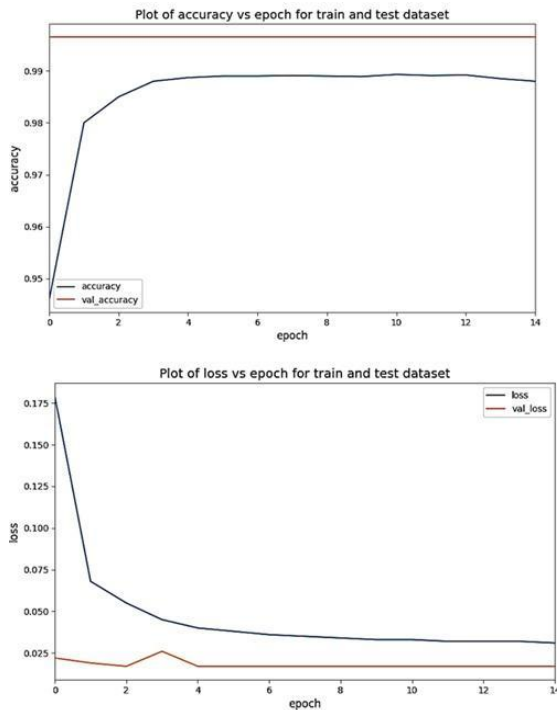 Plot of accuracy vs epoch for train and test dataset
0.99
0.98
0.97
0.96
0.95
accuracy
accuracy
val_accuracy
0 2 4 6 8 10 12 14
epoch
Plot of loss vs epoch for train and test dataset
0.175
0.150
0.125
0.100
0.075
0.050
0.025
loss
loss
val_loss
0 2 4 6 8 10 12 14
epoch